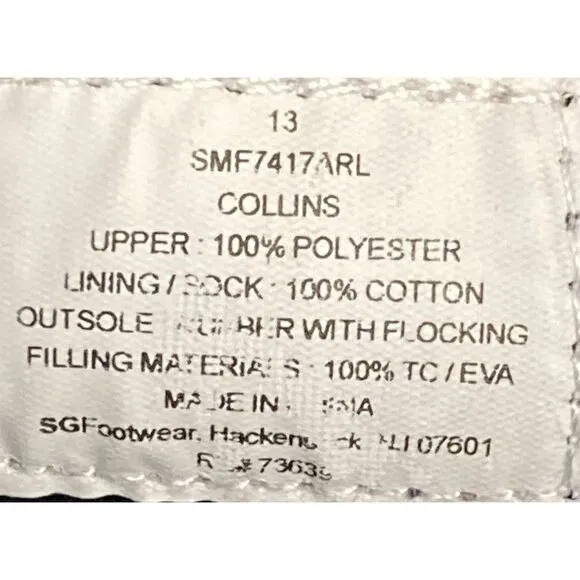 13
SMF7417ARL
COLLINS
UPPER : 100% POLYESTER
LINING / SOCK : 100% COTTON
OUTSOLE RUBBER WITH FLOCKING
FILLING MATERIALS : 100% TC / EVA
MADE IN
SGFootwear, Hackensack NJ 07601